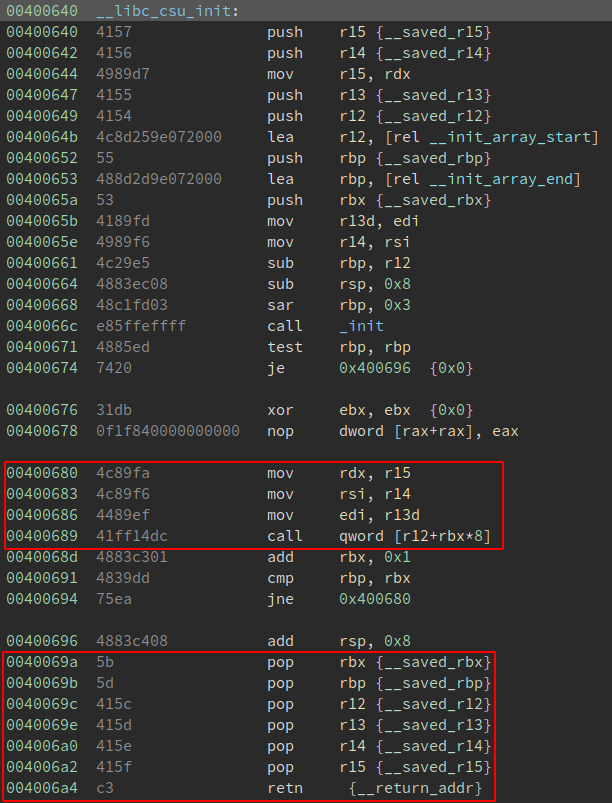 00400640 __libc_csu_init:
00400640 4157 push r15 {__saved_r15}
00400642 4156 push r14 {__saved_r14}
00400644 4989d7 mov r15, rdx
00400647 4155 push r13 {__saved_r13}
00400649 4154 push r12 {__saved_r12}
0040064b 4c8d259e072000 lea r12, [rel __init_array_start]
00400652 55 push rbp {__saved_rbp}
00400653 488d2d9e072000 lea rbp, [rel __init_array_end]
0040065a 53 push rbx {__saved_rbx}
0040065b 4189fd mov r13d, edi
0040065e 4989f6 mov r14, rsi
00400661 4c29e5 sub rbp, r12
00400664 4883ec08 sub rsp, 0x8
00400668 48c1fd03 sar rbp, 0x3
0040066c e85ffeffff call _init
00400671 4885ed test rbp, rbp
00400674 7420 je 0x400696 {0x0}
00400676 31db xor ebx, ebx {0x0}
00400678 0f1f840000000000 nop dword [rax+rax], eax
00400680 4c89fa mov rdx, r15
00400683 4c89f6 mov rsi, r14
00400686 4489ef mov edi, r13d
00400689 41ff14dc call qword [r12+rbx*8]
0040068d 4883c301 add rbx, 0x1
00400691 4839dd cmp rbp, rbx
00400694 75ea jne 0x400680
00400696 4883c408 add rsp, 0x8
0040069a 5b pop rbx {__saved_rbx}
0040069b 5d pop rbp {__saved_rbp}
0040069c 415c pop r12 {__saved_r12}
0040069e 415d pop r13 {__saved_r13}
004006a0 415e pop r14 {__saved_r14}
004006a2 415f pop r15 {__saved_r15}
004006a4 c3 retn {__return_addr}